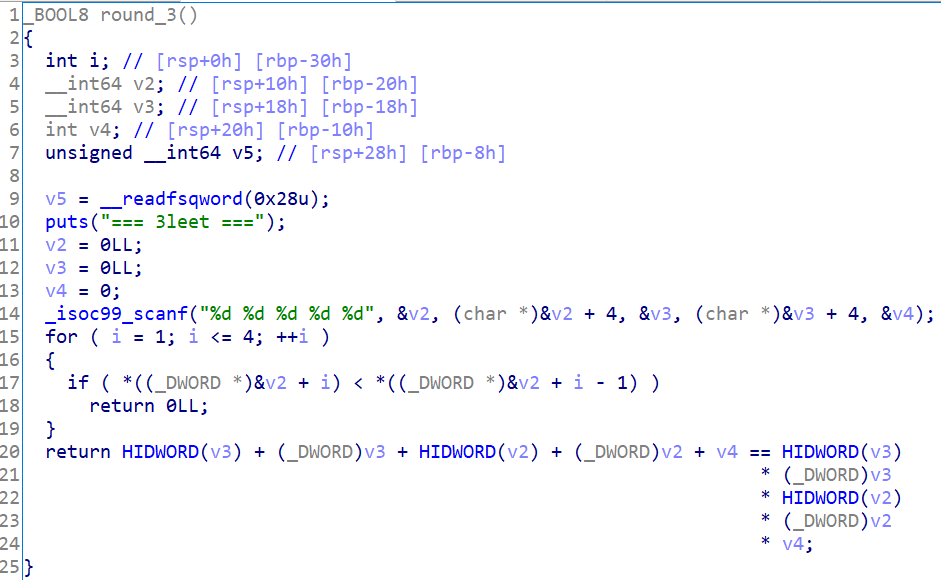 1 _BOOL8 round_3()
2 {
3   int i; // [rsp+0h] [rbp-30h]
4   __int64 v2; // [rsp+10h] [rbp-20h]
5   __int64 v3; // [rsp+18h] [rbp-18h]
6   int v4; // [rsp+20h] [rbp-10h]
7   unsigned __int64 v5; // [rsp+28h] [rbp-8h]
8
9   v5 = __readfsqword(0x28u);
10   puts("=== 3leet ===");
11   v2 = 0LL;
12   v3 = 0LL;
13   v4 = 0;
14   _isoc99_scanf("%d %d %d %d %d", &v2, (char *)&v2 + 4, &v3, (char *)&v3 + 4, &v4);
15   for ( i = 1; i <= 4; ++i )
16   {
17     if ( *((_DWORD *)&v2 + i) < *((_DWORD *)&v2 + i - 1) )
18       return 0LL;
19   }
20   return HIDWORD(v3) + (_DWORD)v3 + HIDWORD(v2) + (_DWORD)v2 + v4 == HIDWORD(v3)
21                                                                    * (_DWORD)v3
22                                                                    * HIDWORD(v2)
23                                                                    * (_DWORD)v2
24                                                                    * v4;
25 }